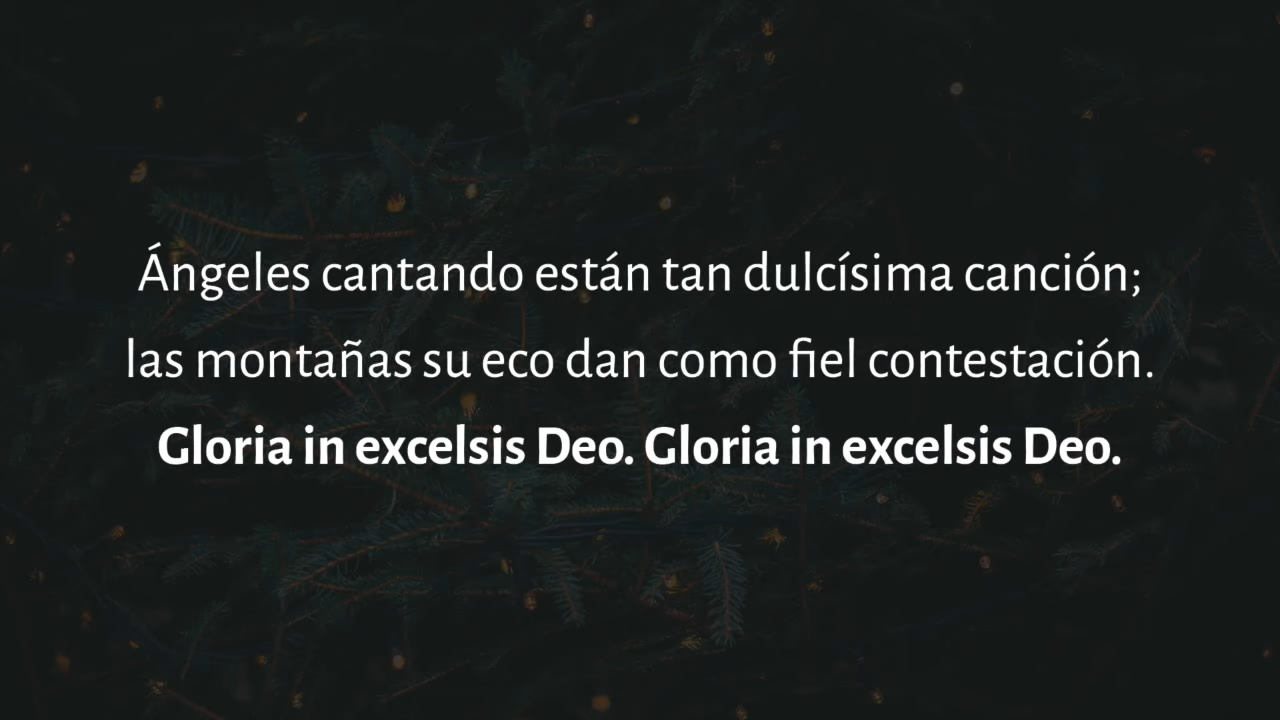 Ángeles cantando están tan dulcísima canción;
las montañas su eco dan como fiel contestación.
Gloria in excelsis Deo. Gloria in excelsis Deo.